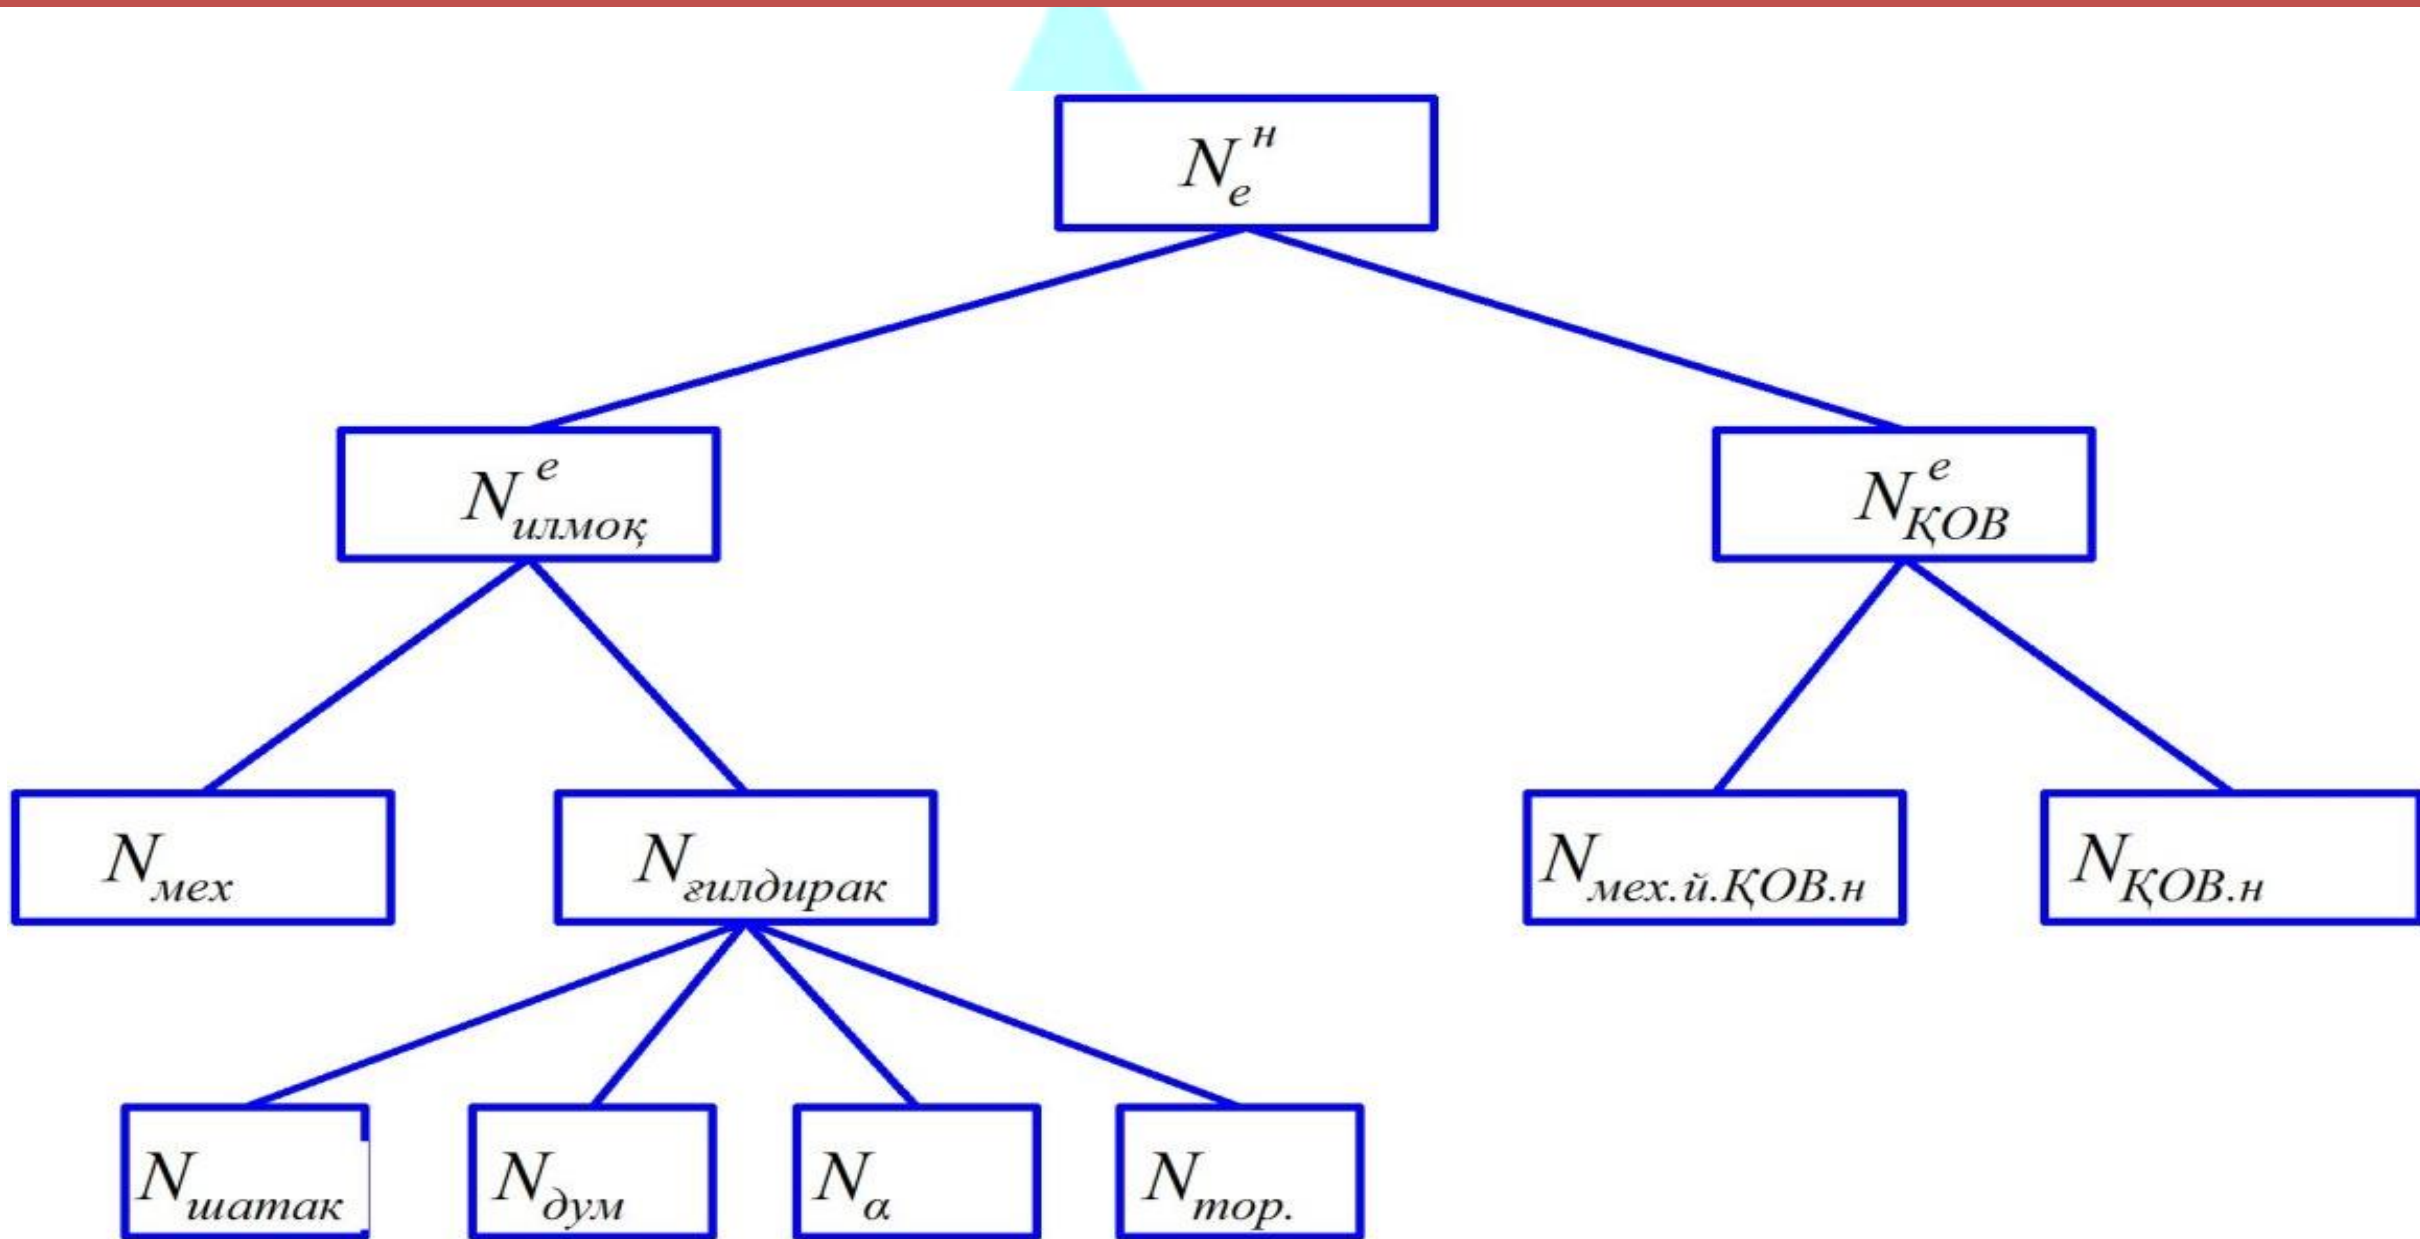 N_e^н
N_илмоқ^е
N_ҚОВ^е
N_мех
N_ғилдирак
N_мех.й.ҚОВ.н
N_ҚОВ.н
N_шатак
N_дум
N_α
N_тор.